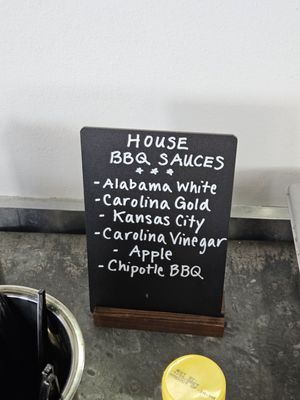 HOUSE
BBQ SAUCES
* * *
- Alabama White
- Carolina Gold
- Kansas City
- Carolina Vinegar
- Apple
- Chipotle BBQ